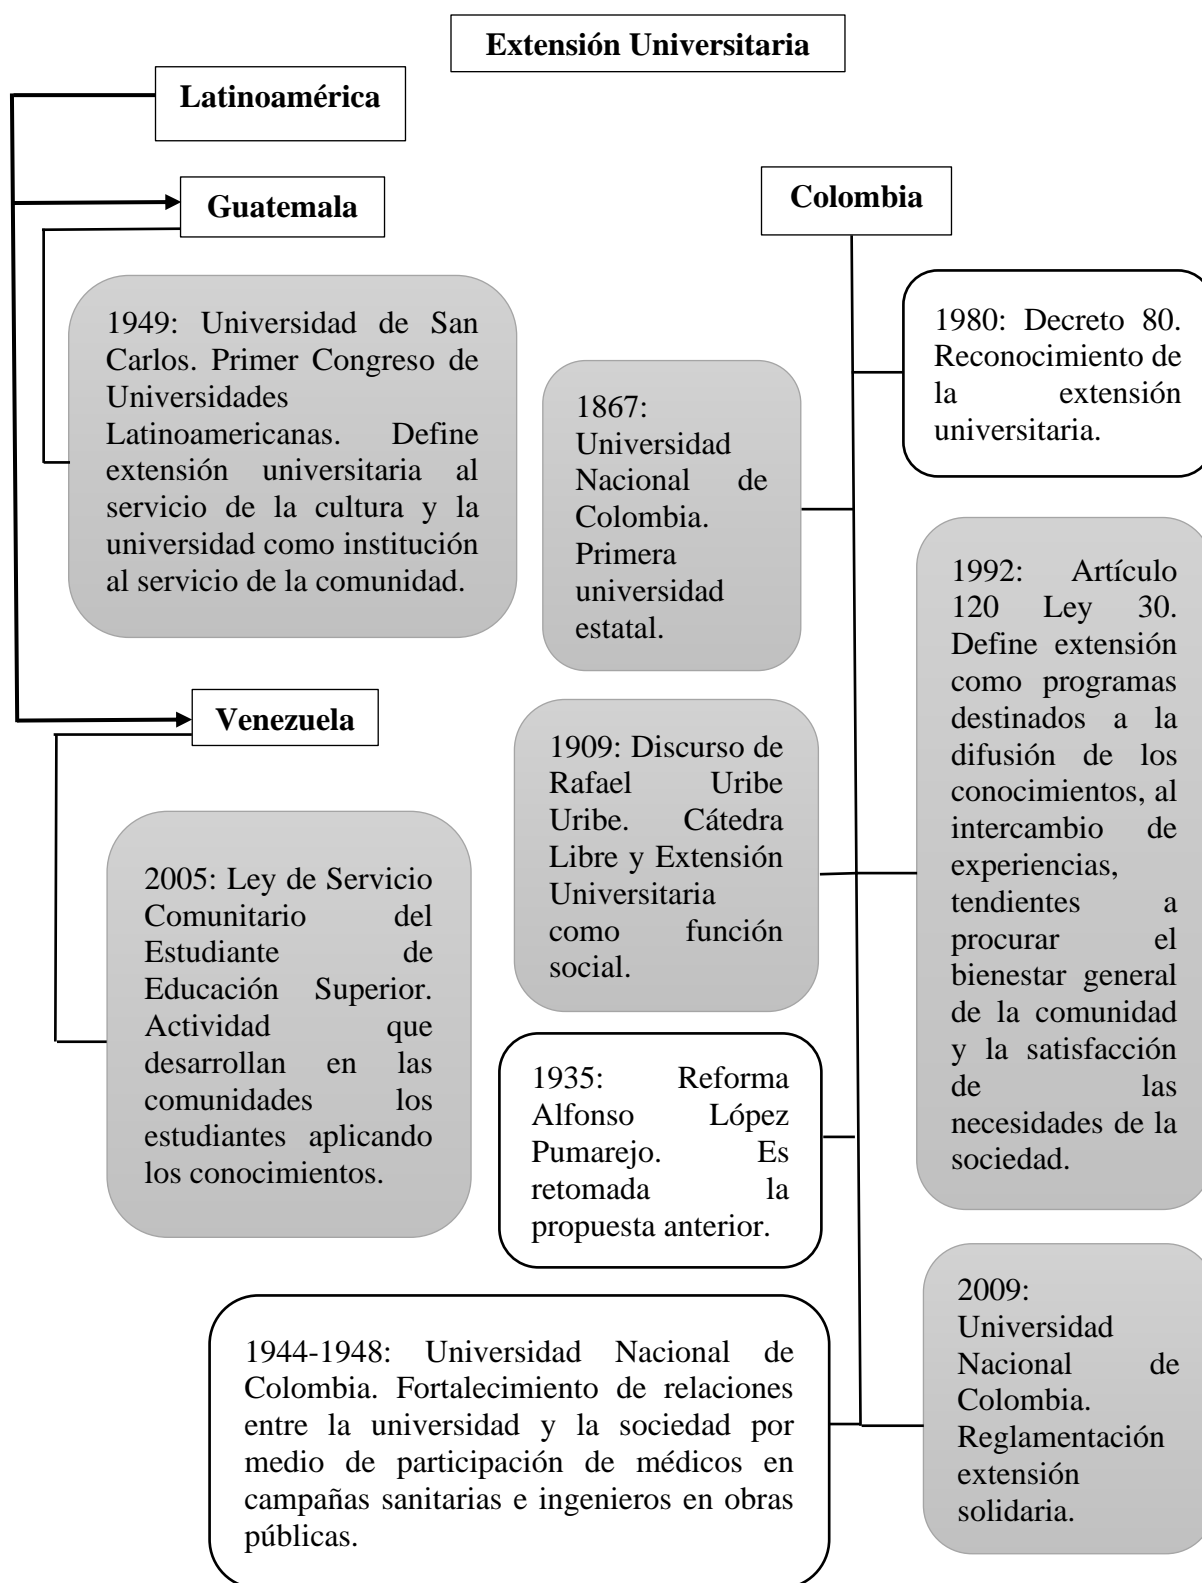 Extensión Universitaria
Latinoamérica
Guatemala
1949: Universidad de San
Carlos. Primer Congreso de
Universidades
Latinoamericanas. Define
extensión universitaria al
servicio de la cultura y la
universidad como institución
al servicio de la comunidad.
Venezuela
2005: Ley de Servicio
Comunitario del
Estudiante de
Educación Superior.
Actividad que
desarrollan en las
comunidades los
estudiantes aplicando
los conocimientos.
Colombia
1867:
Universidad
Nacional de
Colombia.
Primera
universidad
estatal.
1909: Discurso de
Rafael Uribe
Uribe. Cátedra
Libre y Extensión
Universitaria
como función
social.
1935: Reforma
Alfonso López
Pumarejo. Es
retomada la
propuesta anterior.
1944-1948: Universidad Nacional de
Colombia. Fortalecimiento de relaciones
entre la universidad y la sociedad por
medio de participación de médicos en
campañas sanitarias e ingenieros en obras
públicas.
1980: Decreto 80.
Reconocimiento de
la extensión
universitaria.
1992: Artículo
120 Ley 30.
Define extensión
como programas
destinados a la
difusión de los
conocimientos, al
intercambio de
experiencias,
tendientes a
procurar el
bienestar general
de la comunidad
y la satisfacción
de las
necesidades de la
sociedad.
2009:
Universidad
Nacional de
Colombia.
Reglamentación
extensión
solidaria.